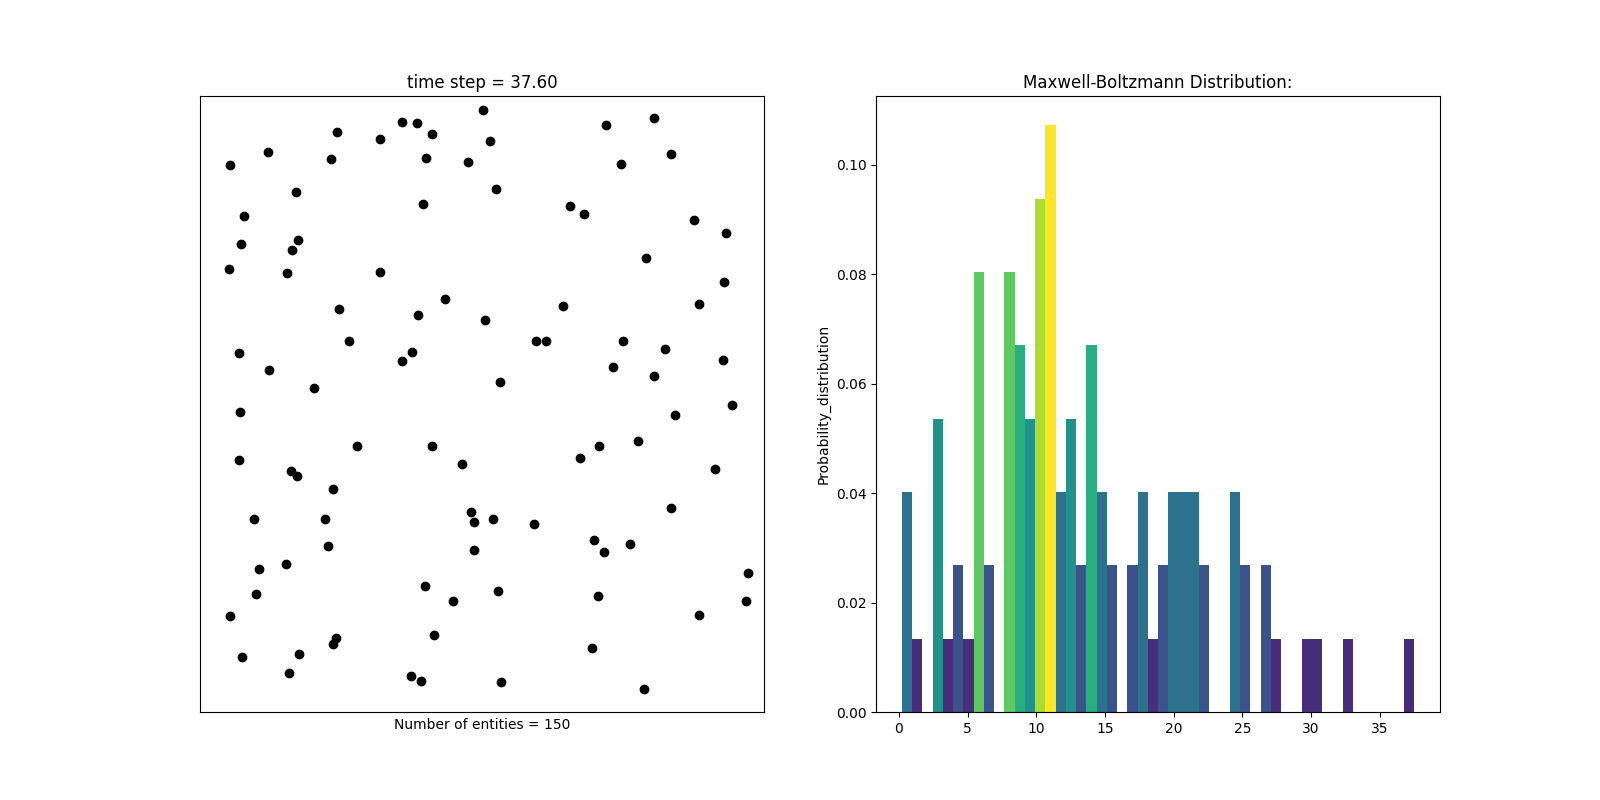 time step = 37.60
Number of entities = 150
Maxwell-Boltzmann Distribution:
Probability_distribution
0.10
0.08
0.06
0.04
0.02
0.00
0 5 10 15 20 25 30 35